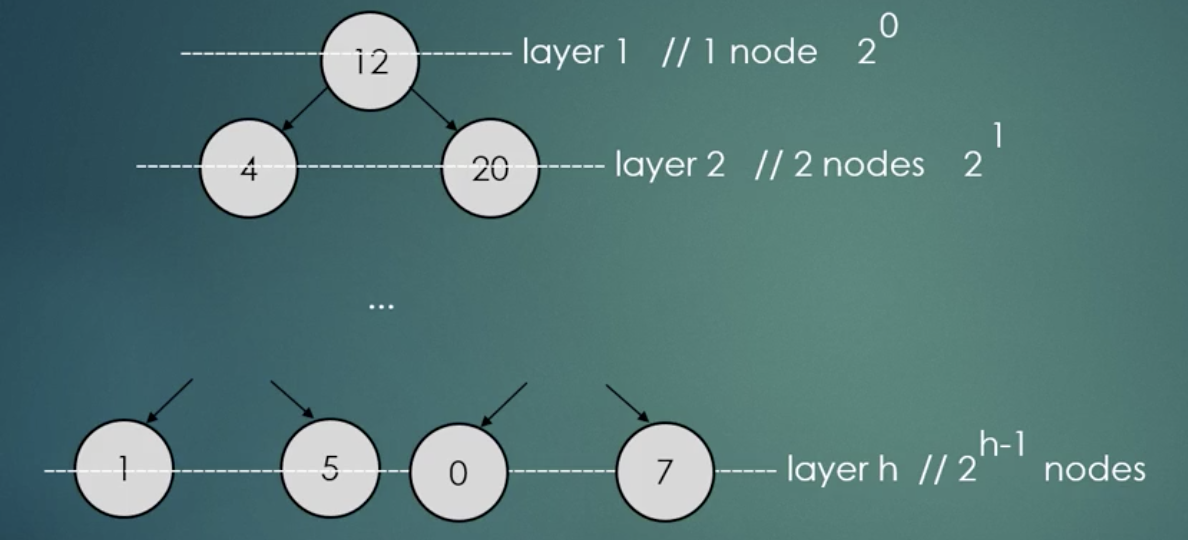 12 layer 1 // 1 node 2^0
4 20 layer 2 // 2 nodes 2^1
...
1 5 0 7 layer h // 2^h-1 nodes